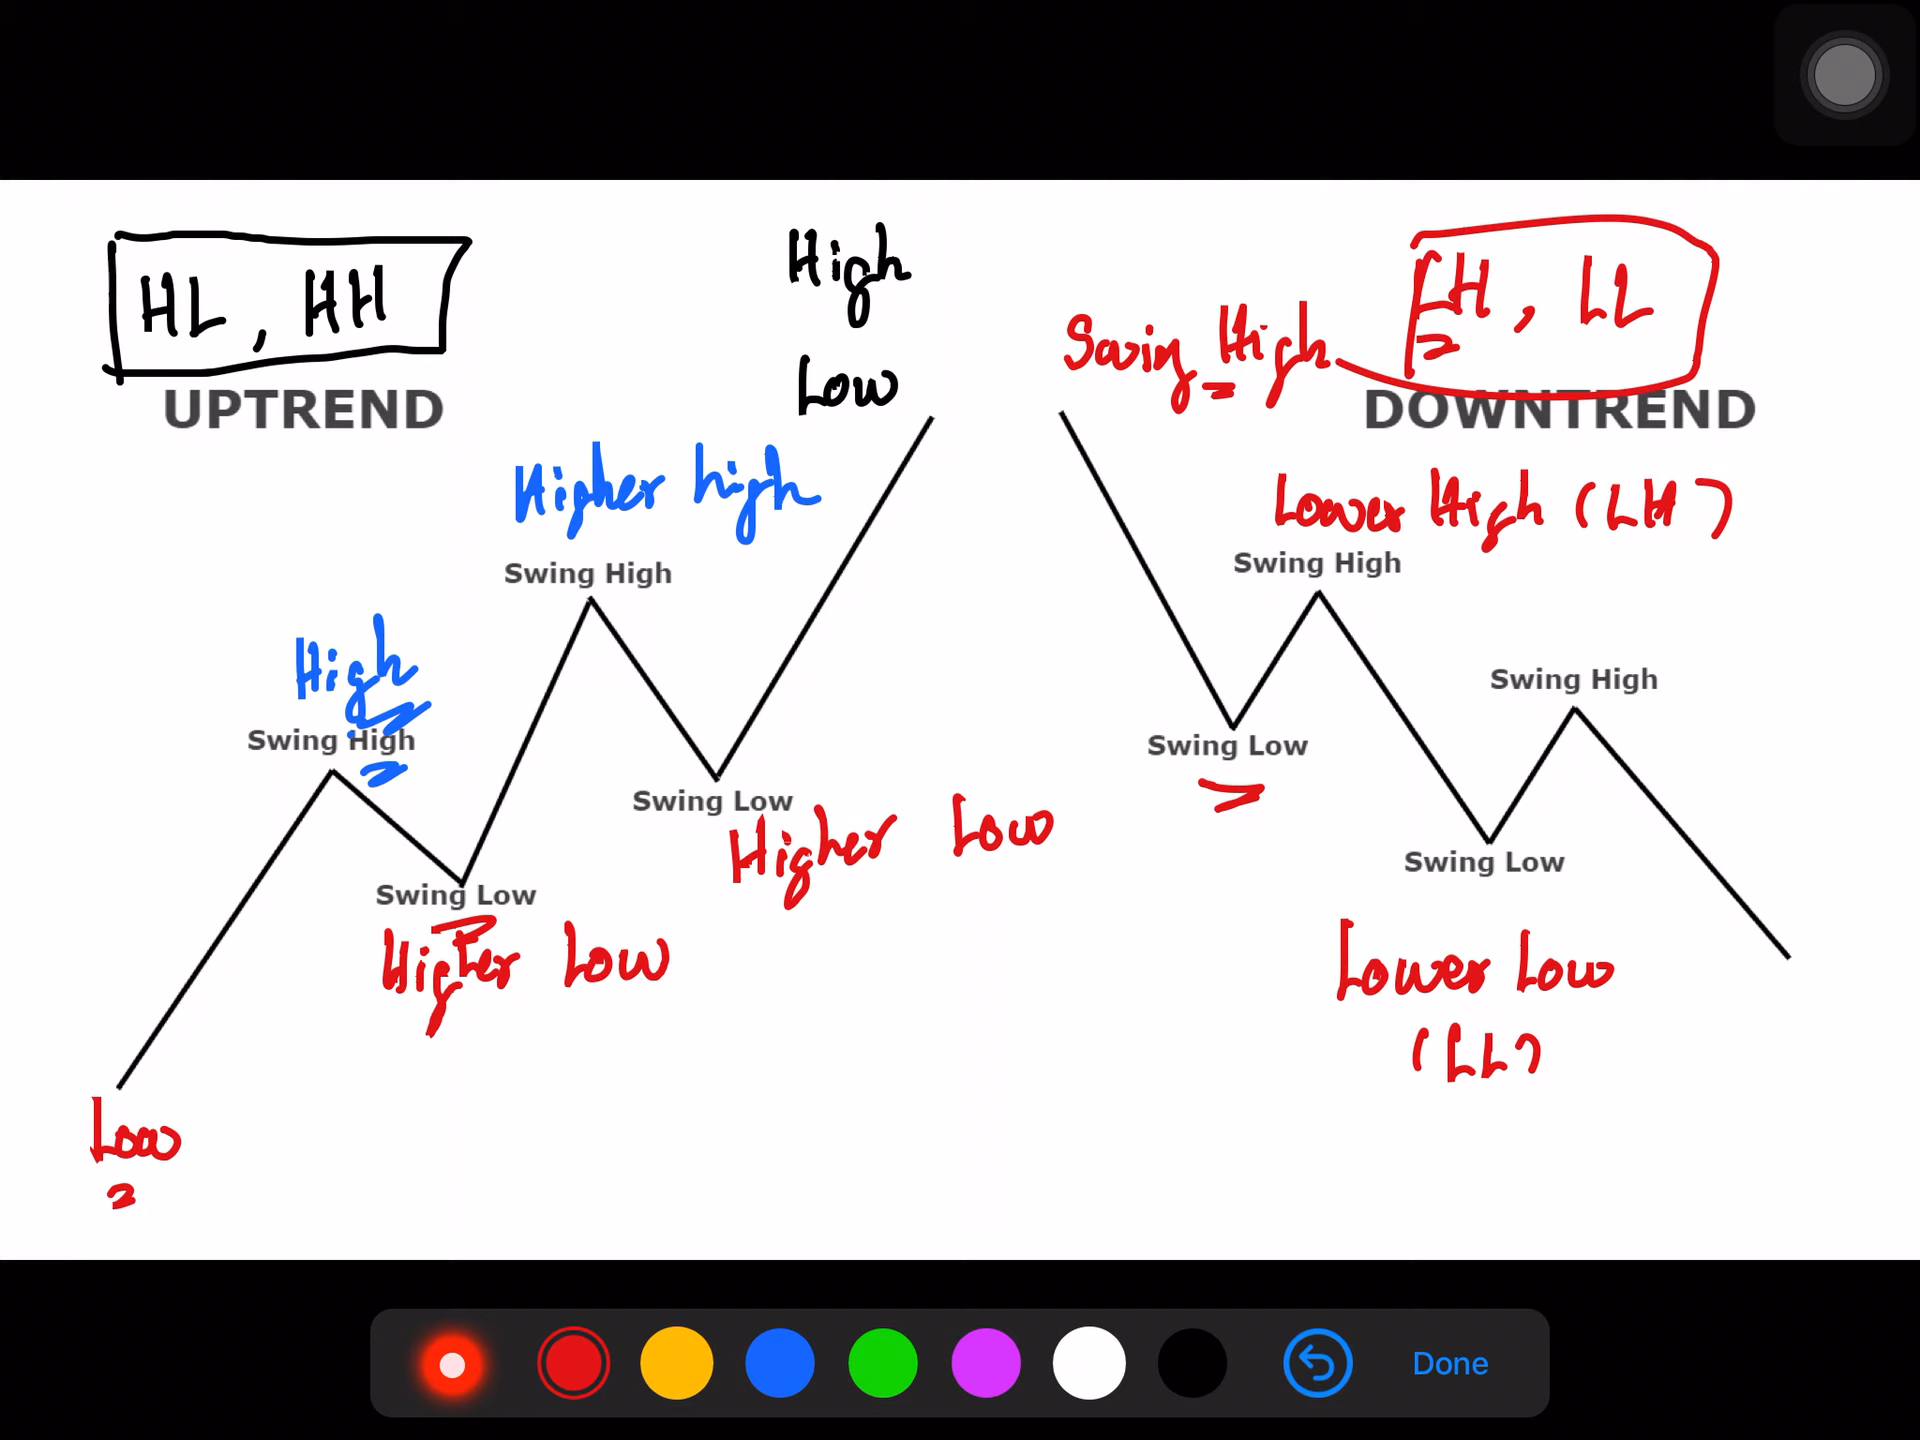 HL, HH
High
Low
Swing High
LH, LL
UPTREND
DOWNTREND
Higher high
Lower High (LH)
Swing High
Swing High
High
Swing High
Swing High
Swing Low
Swing Low
Higher Low
Swing Low
Higher Low
Swing Low
Lower Low
(LL)
Low
Done